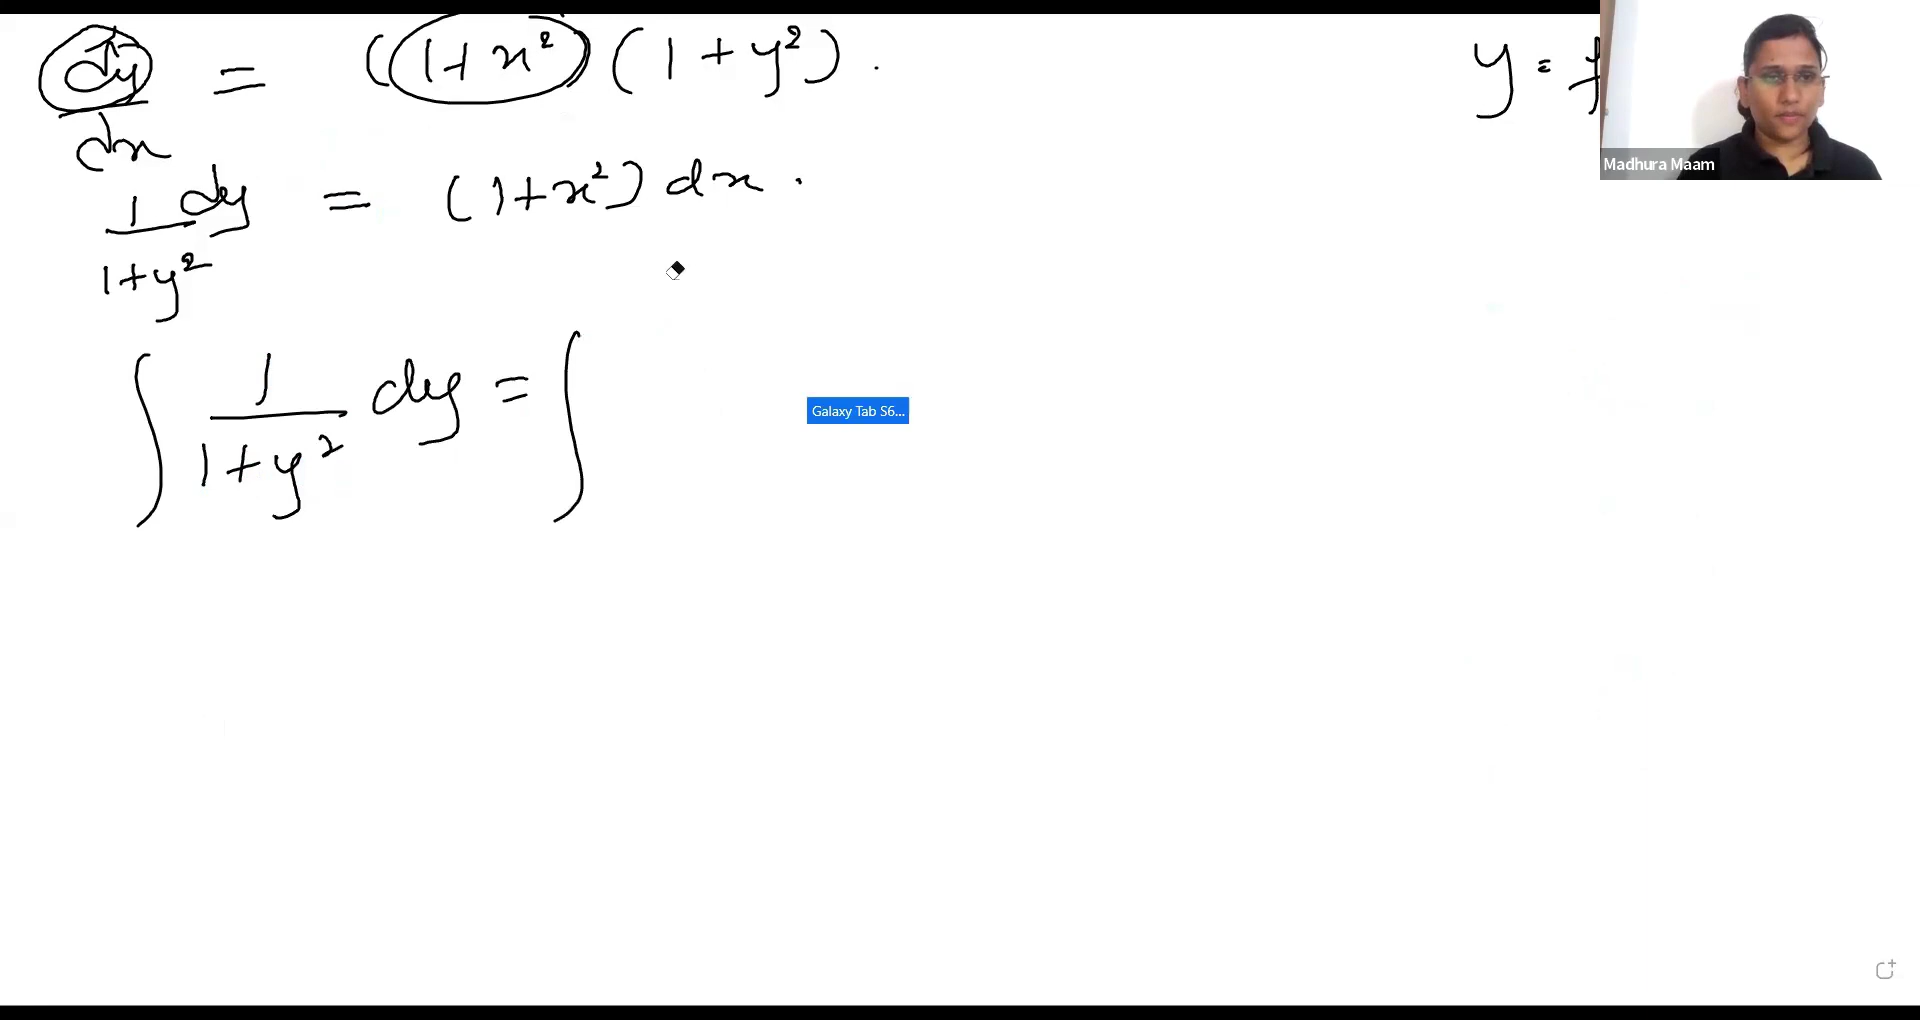 dy/dx = (1+x²)(1+y²).
y = f
Madhura Maam
1/(1+y²) dy = (1+x²) dx.
∫ 1/(1+y²) dy = ∫
Galaxy Tab S6...